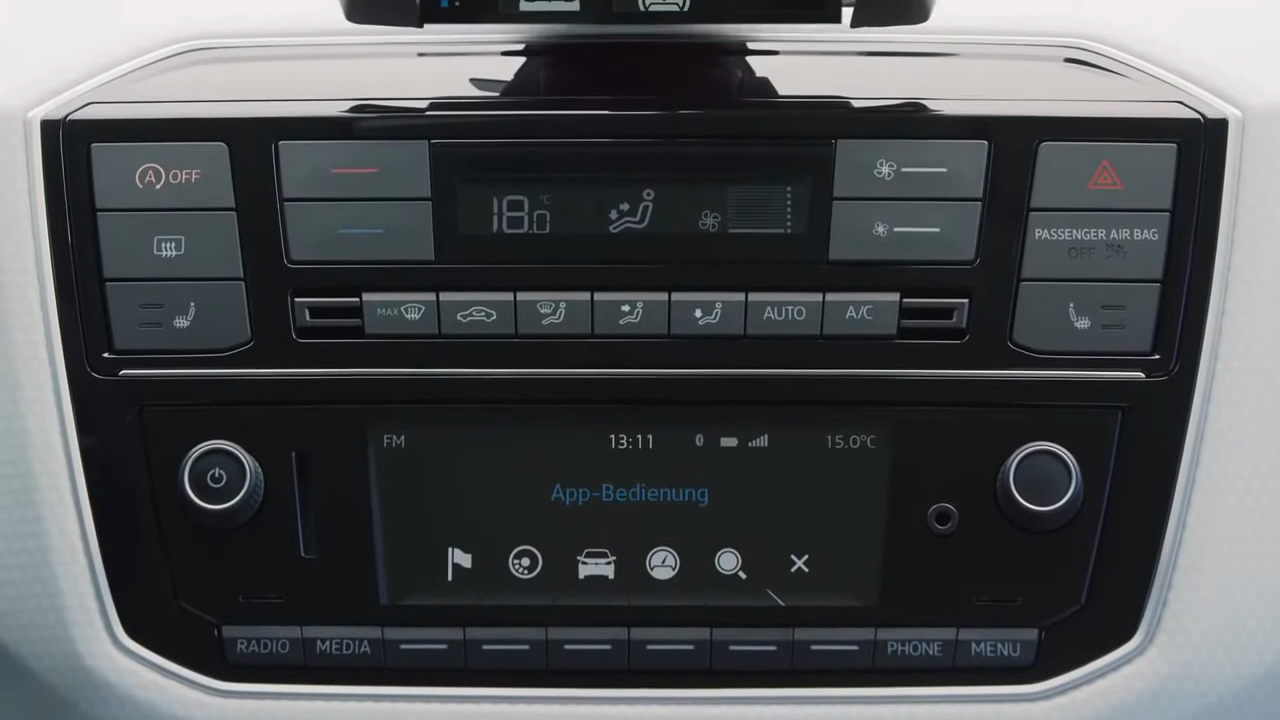 A OFF
18.0 °C
PASSENGER AIR BAG
OFF
MAX
AUTO
A/C
FM 13:11 15.0°C
App-Bedienung
RADIO MEDIA PHONE MENU